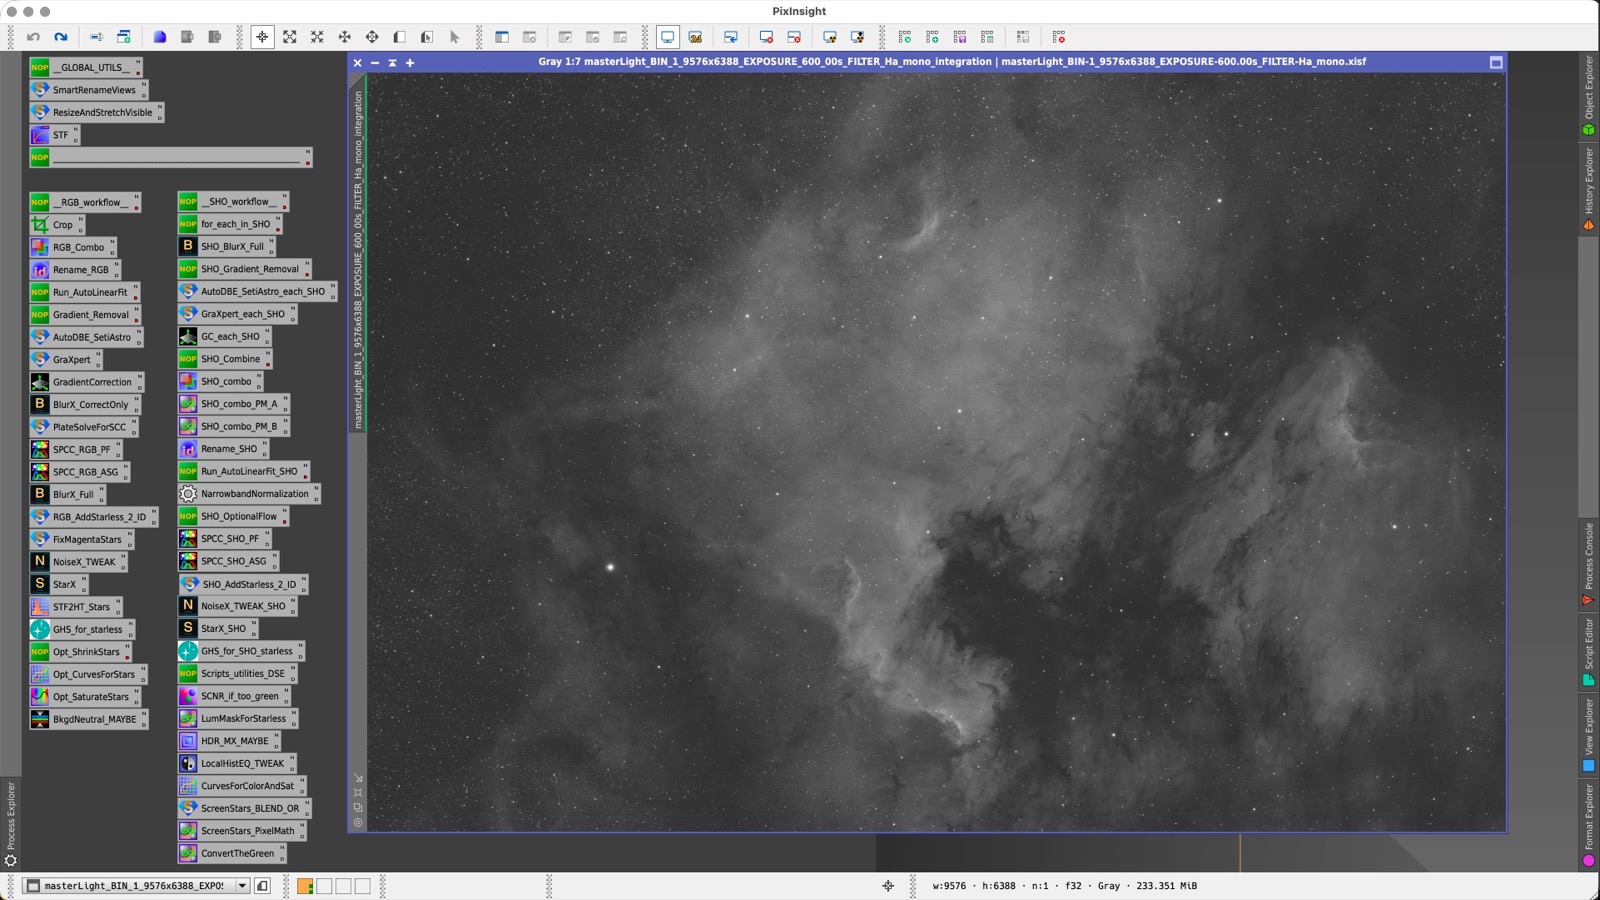 PixInsight
Gray 1:7 masterLight_BIN_1_9576x6388_EXPOSURE_600_00s_FILTER_Ha_mono_integration | masterLight_BIN-1_9576x6388_EXPOSURE-600.00s_FILTER-Ha_mono.xisf
masterLight_BIN_1_9576x6388_EXPOSURE_600_00s_FILTER_Ha_mono_integration
NOP __GLOBAL_UTILS__
SmartRenameViews
ResizeAndStretchVisible
STF
NOP
NOP __RGB_workflow__
Crop
RGB_Combo
Rename_RGB
NOP Run_AutoLinearFit
NOP Gradient_Removal
AutoDBE_SetiAstro
GraXpert
GradientCorrection
B BlurX_CorrectOnly
PlateSolveForSCC
SPCC_RGB_PF
SPCC_RGB_ASG
B BlurX_Full
RGB_AddStarless_2_ID
FixMagentaStars
N NoiseX_TWEAK
S StarX
STF2HT_Stars
GHS_for_starless
NOP Opt_ShrinkStars
Opt_CurvesForStars
Opt_SaturateStars
BkgdNeutral_MAYBE
NOP __SHO_workflow__
NOP for_each_in_SHO
B SHO_BlurX_Full
NOP SHO_Gradient_Removal
AutoDBE_SetiAstro_each_SHO
GraXpert_each_SHO
GC_each_SHO
NOP SHO_Combine
SHO_combo
SHO_combo_PM_A
SHO_combo_PM_B
Rename_SHO
NOP Run_AutoLinearFit_SHO
NarrowbandNormalization
NOP SHO_OptionalFlow
SPCC_SHO_PF
SPCC_SHO_ASG
SHO_AddStarless_2_ID
N NoiseX_TWEAK_SHO
S StarX_SHO
GHS_for_SHO_starless
NOP Scripts_utilities_DSE
SCNR_if_too_green
LumMaskForStarless
HDR_MX_MAYBE
LocalHistEQ_TWEAK
CurvesForColorAndSat
ScreenStars_BLEND_OR
ScreenStars_PixelMath
ConvertTheGreen
Process Explorer
Object Explorer
History Explorer
Process Console
Script Editor
View Explorer
Format Explorer
masterLight_BIN_1_9576x6388_EXPO
w:9576 · h:6388 · n:1 · f32 · Gray · 233.351 MiB